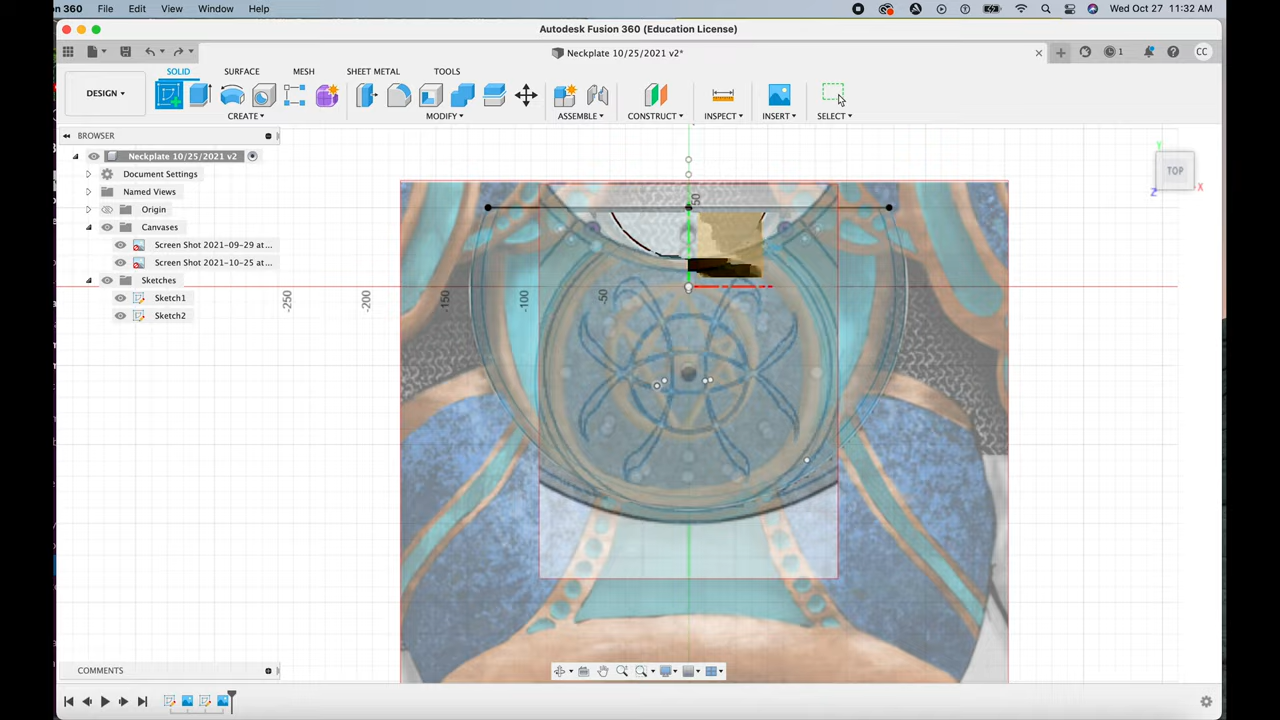 on 360 File Edit View Window Help Wed Oct 27 11:32 AM
Autodesk Fusion 360 (Education License)
Neckplate 10/25/2021 v2*
1 CC
SOLID SURFACE MESH SHEET METAL TOOLS
DESIGN
CREATE MODIFY ASSEMBLE CONSTRUCT INSPECT INSERT SELECT
BROWSER
Neckplate 10/25/2021 v2
Document Settings
Named Views
Origin
Canvases
Screen Shot 2021-09-29 at...
Screen Shot 2021-10-25 at...
Sketches
Sketch1
Sketch2
TOP
Y
X
Z
50
-250 -200 -150 -100 -50
COMMENTS